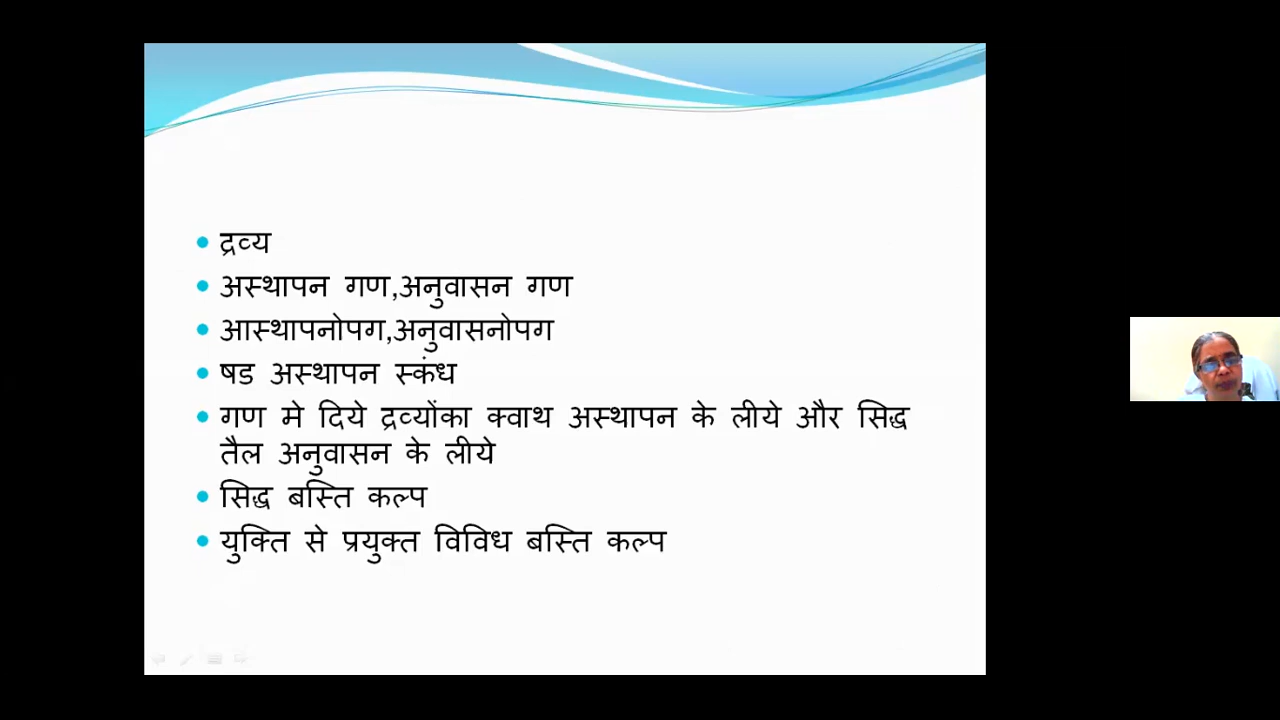 • द्रव्य
• अस्थापन गण,अनुवासन गण
• आस्थापनोपग,अनुवासनोपग
• षड अस्थापन स्कंध
• गण मे दिये द्रव्योंका क्वाथ अस्थापन के लीये और सिद्ध
तैल अनुवासन के लीये
• सिद्ध बस्ति कल्प
• युक्ति से प्रयुक्त विविध बस्ति कल्प